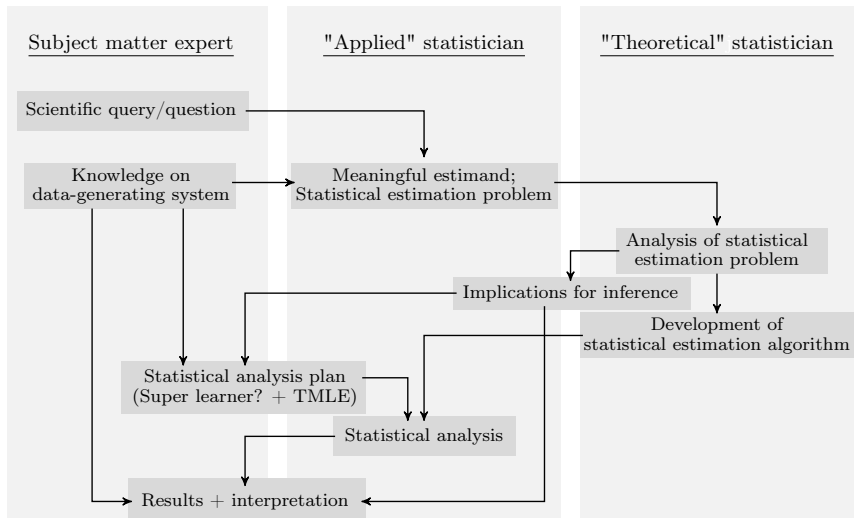 Subject matter expert
"Applied" statistician
"Theoretical" statistician
Scientific query/question
Knowledge on
data-generating system
Meaningful estimand;
Statistical estimation problem
Analysis of statistical
estimation problem
Implications for inference
Development of
statistical estimation algorithm
Statistical analysis plan
(Super learner? + TMLE)
Statistical analysis
Results + interpretation